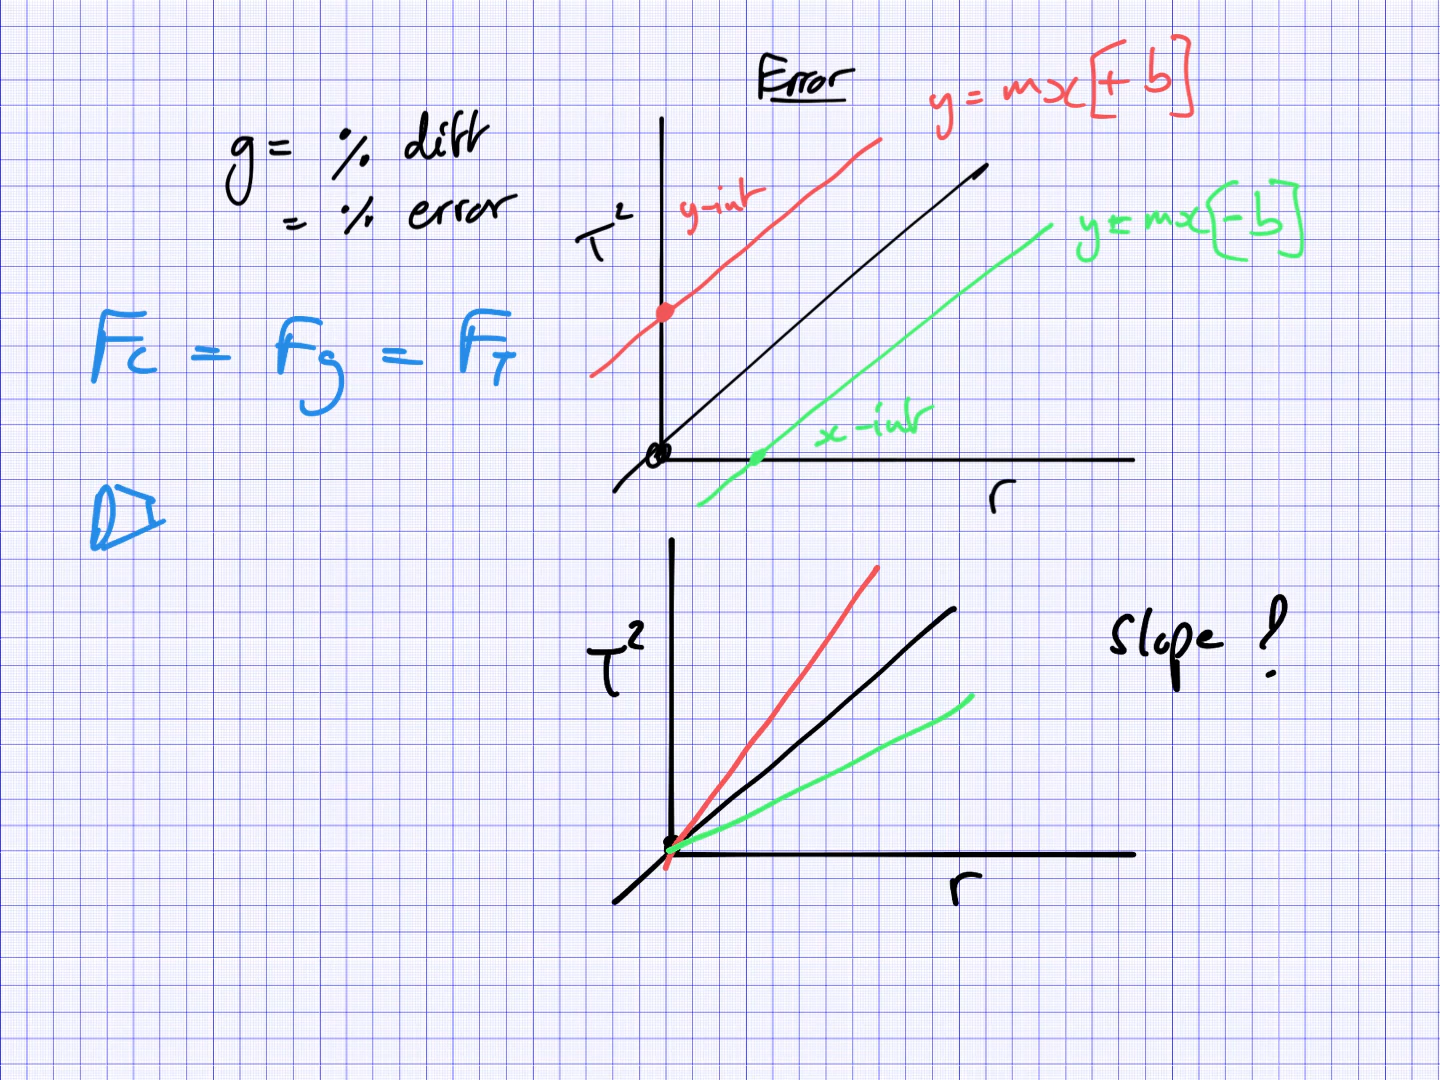 Error
y = mx[+ b]
g = % diff
= % error
y-int
T²
y = mx[- b]
Fc = Fg = FT
x-int
r
T²
Slope ?
r